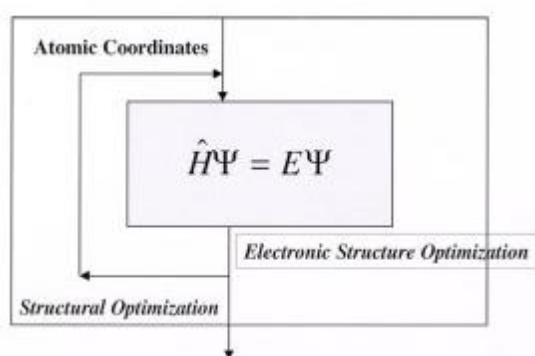 Atomic Coordinates
ĤΨ = EΨ
Electronic Structure Optimization
Structural Optimization